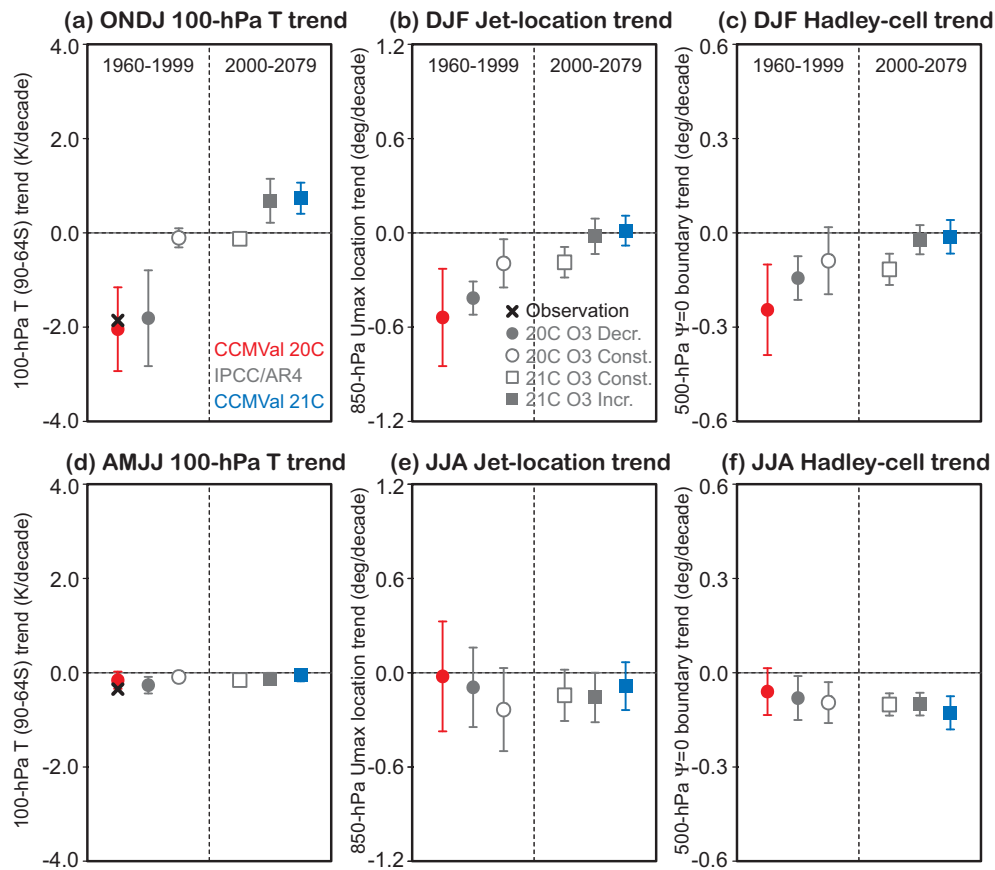 (a) ONDJ 100-hPa T trend
100-hPa T (90-64S) trend (K/decade)
4.0
2.0
0.0
-2.0
-4.0
1960-1999
2000-2079
CCMVal 20C
IPCC/AR4
CCMVal 21C
(b) DJF Jet-location trend
850-hPa Umax location trend (deg/decade)
1.2
0.6
0.0
-0.6
-1.2
1960-1999
2000-2079
Observation
20C O3 Decr.
20C O3 Const.
21C O3 Const.
21C O3 Incr.
(c) DJF Hadley-cell trend
500-hPa Ψ=0 boundary trend (deg/decade)
0.6
0.3
0.0
-0.3
-0.6
1960-1999
2000-2079
(d) AMJJ 100-hPa T trend
100-hPa T (90-64S) trend (K/decade)
4.0
2.0
0.0
-2.0
-4.0
(e) JJA Jet-location trend
850-hPa Umax location trend (deg/decade)
1.2
0.6
0.0
-0.6
-1.2
(f) JJA Hadley-cell trend
500-hPa Ψ=0 boundary trend (deg/decade)
0.6
0.3
0.0
-0.3
-0.6